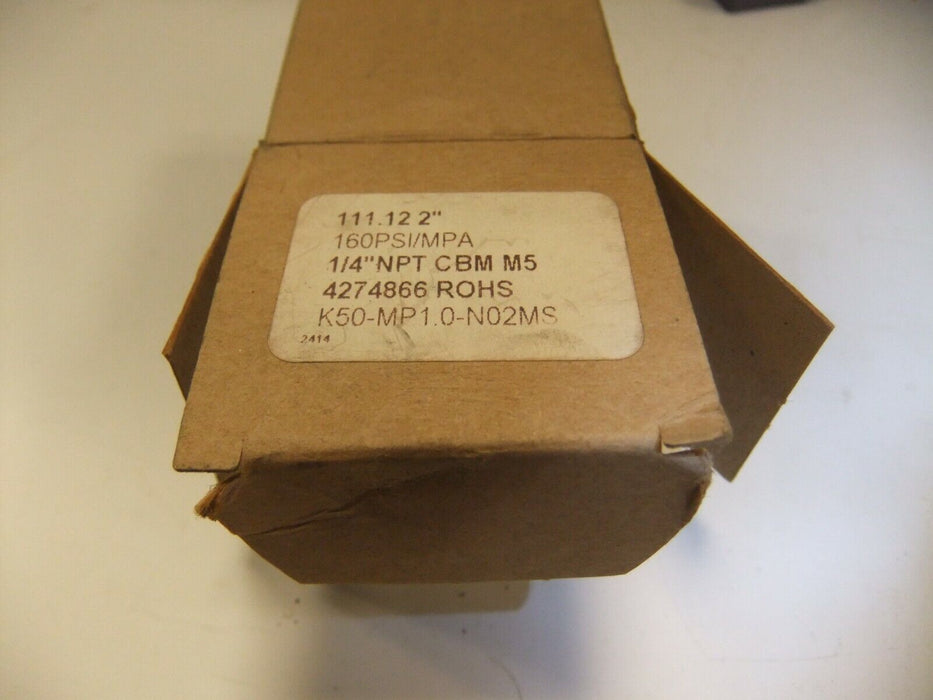 111.12 2"
160PSI/MPA
1/4"NPT CBM M5
4274866 ROHS
K50-MP1.0-N02MS
2414